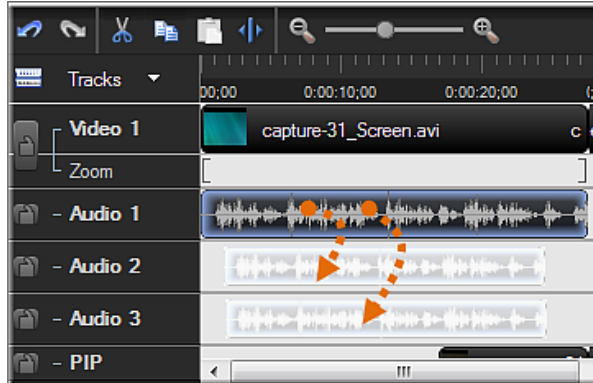 Tracks
00;00 0:00:10;00 0:00:20;00
Video 1
capture-31_Screen.avi c
Zoom
- Audio 1
- Audio 2
- Audio 3
- PIP